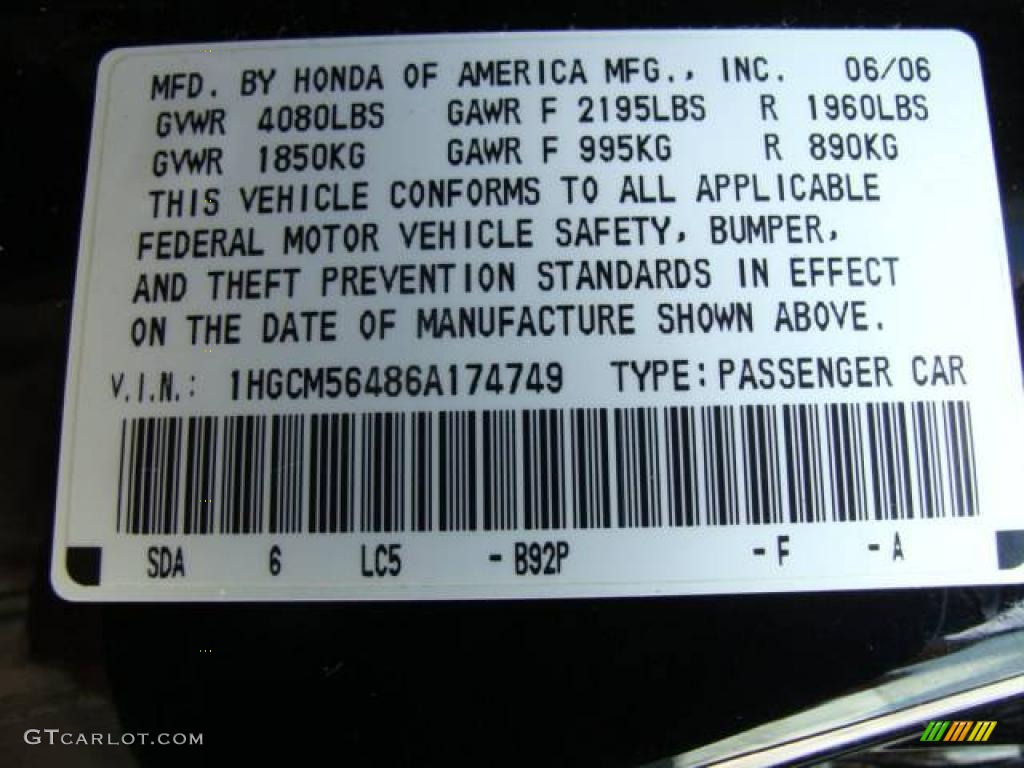 MFD. BY HONDA OF AMERICA MFG., INC. 06/06
GVWR 4080LBS GAWR F 2195LBS R 1960LBS
GVWR 1850KG GAWR F 995KG R 890KG
THIS VEHICLE CONFORMS TO ALL APPLICABLE
FEDERAL MOTOR VEHICLE SAFETY, BUMPER,
AND THEFT PREVENTION STANDARDS IN EFFECT
ON THE DATE OF MANUFACTURE SHOWN ABOVE.
V.I.N.: 1HGCM56486A174749 TYPE: PASSENGER CAR
SDA 6 LC5 - B92P - F - A
GTCARLOT.COM